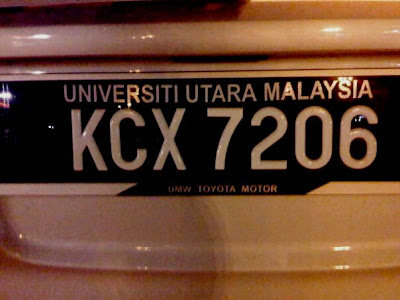 UNIVERSITI UTARA MALAYSIA
KCX 7206
UMW TOYOTA MOTOR